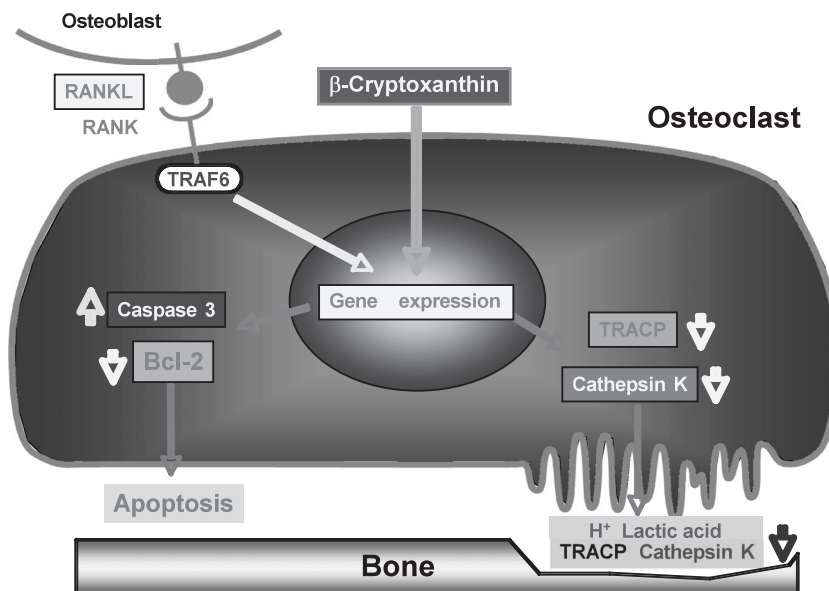 Osteoblast
RANKL
RANK
β-Cryptoxanthin
Osteoclast
TRAF6
Gene expression
Caspase 3
Bcl-2
TRACP
Cathepsin K
Apoptosis
H⁺ Lactic acid
TRACP Cathepsin K
Bone